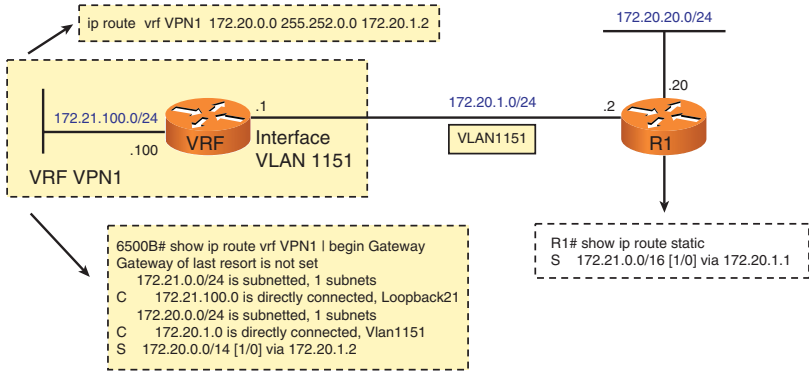 ip route vrf VPN1 172.20.0.0 255.252.0.0 172.20.1.2
172.20.20.0/24
.20
172.21.100.0/24
.100
VRF
.1
Interface
VLAN 1151
VRF VPN1
172.20.1.0/24
VLAN1151
.2
R1
6500B# show ip route vrf VPN1 | begin Gateway
Gateway of last resort is not set
172.21.0.0/24 is subnetted, 1 subnets
C 172.21.100.0 is directly connected, Loopback21
172.20.0.0/24 is subnetted, 1 subnets
C 172.20.1.0 is directly connected, Vlan1151
S 172.20.0.0/14 [1/0] via 172.20.1.2
R1# show ip route static
S 172.21.0.0/16 [1/0] via 172.20.1.1